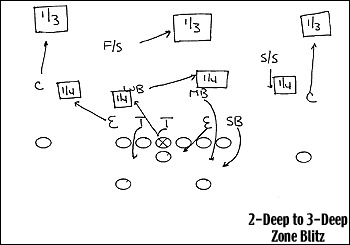 1/3
1/3
1/3
F/S
S/S
C
1/4
WB
1/4
1/4
1/4
MB
C
E
T
T
E
SB
2-Deep to 3-Deep
Zone Blitz